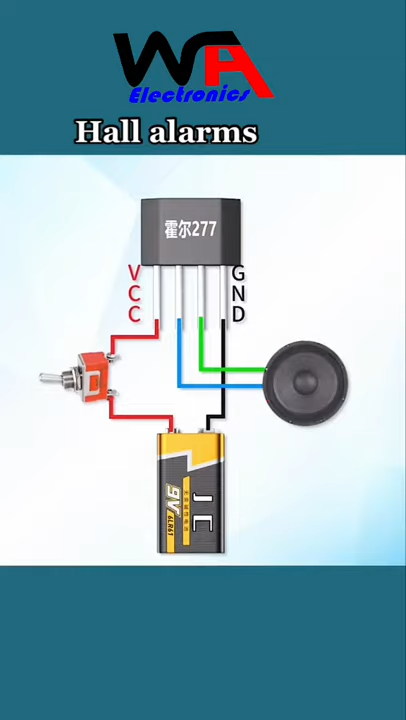 WA
Electronics
Hall alarms
霍尔277
VCC
GND
9V
6LR61
JC